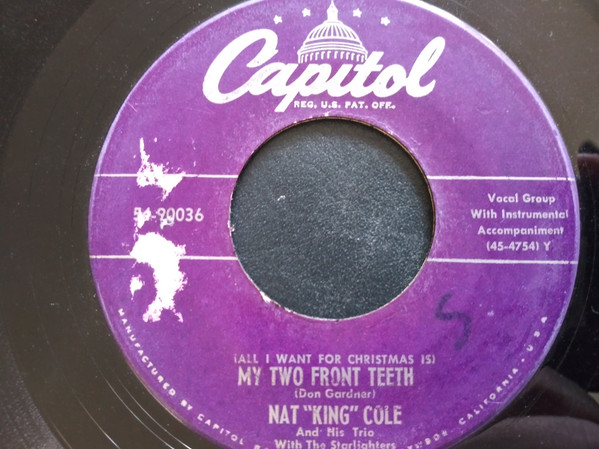 Capitol
REG. U.S. PAT. OFF.
54-90036
Vocal Group
With Instrumental
Accompaniment
(45-4754) Y
(ALL I WANT FOR CHRISTMAS IS)
MY TWO FRONT TEETH
(Don Gardner)
NAT "KING" COLE
And His Trio
With The Starlighters
MANUFACTURED BY CAPITOL CALIFORNIA · U.S.A.